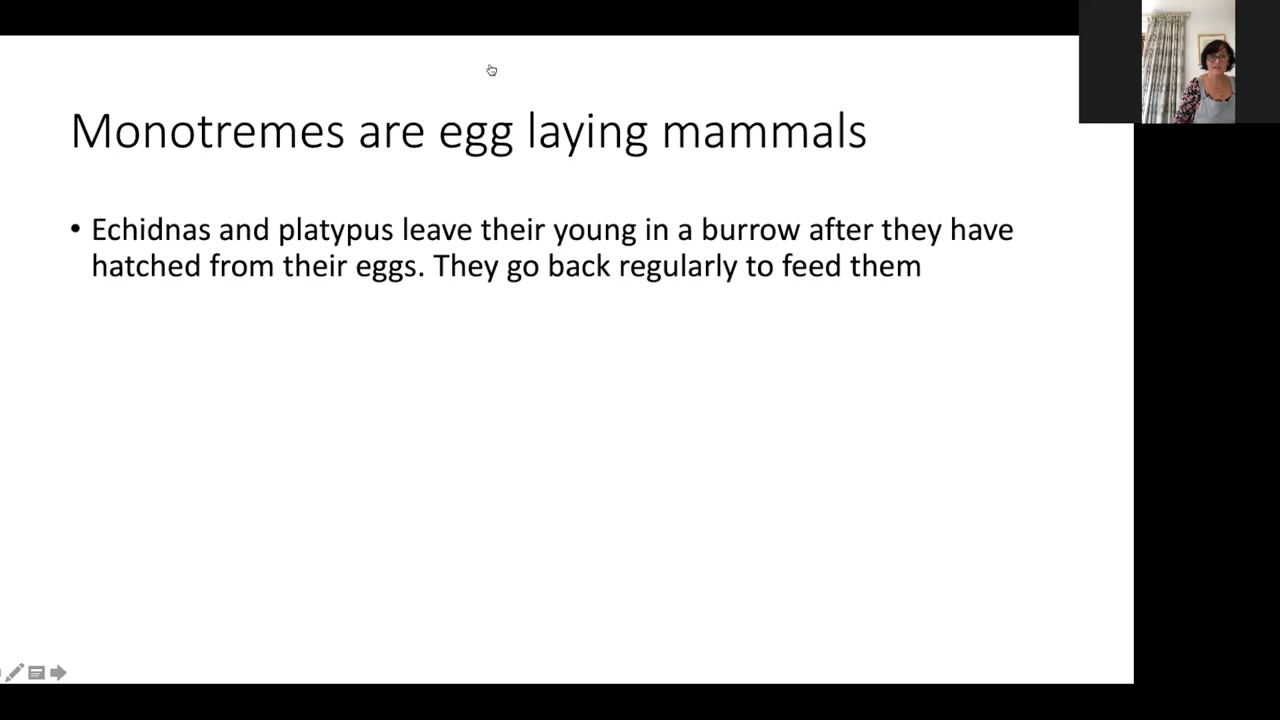 Monotremes are egg laying mammals
• Echidnas and platypus leave their young in a burrow after they have
hatched from their eggs. They go back regularly to feed them